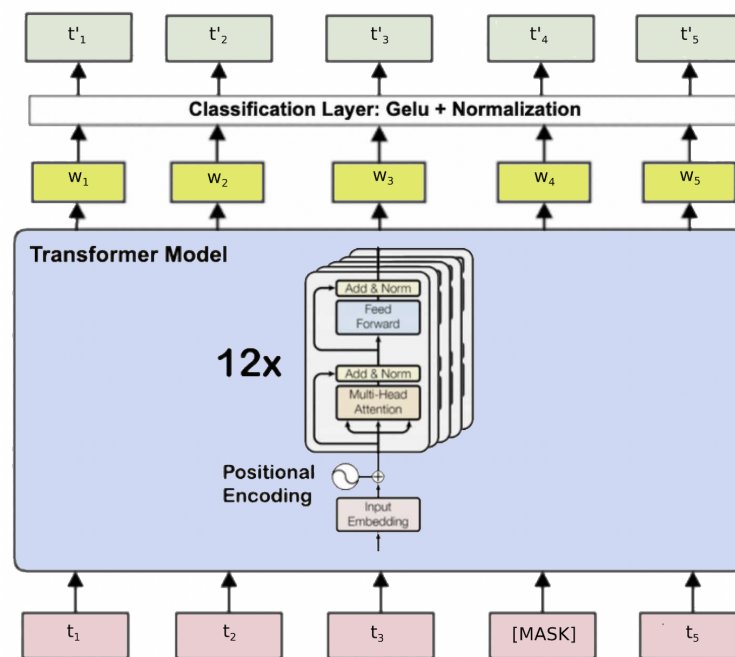 t'₁ t'₂ t'₃ t'₄ t'₅
Classification Layer: Gelu + Normalization
w₁ w₂ w₃ w₄ w₅
Transformer Model
Add & Norm
Feed
Forward
12x
Add & Norm
Multi-Head
Attention
Positional
Encoding
Input
Embedding
t₁ t₂ t₃ [MASK] t₅